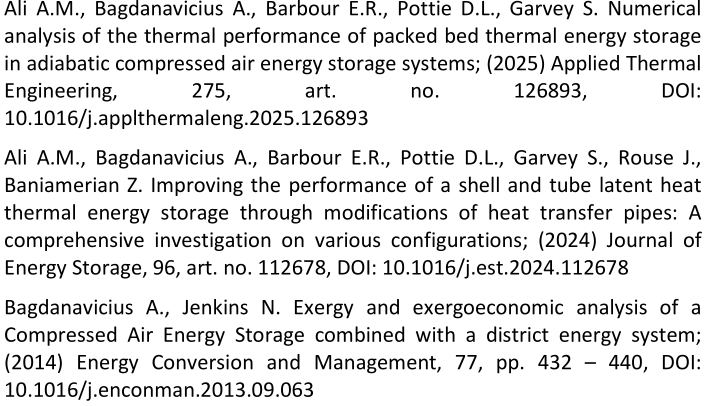 Ali A.M., Bagdanavicius A., Barbour E.R., Pottie D.L., Garvey S. Numerical
analysis of the thermal performance of packed bed thermal energy storage
in adiabatic compressed air energy storage systems; (2025) Applied Thermal
Engineering, 275, art. no. 126893, DOI:
10.1016/j.applthermaleng.2025.126893
Ali A.M., Bagdanavicius A., Barbour E.R., Pottie D.L., Garvey S., Rouse J.,
Baniamerian Z. Improving the performance of a shell and tube latent heat
thermal energy storage through modifications of heat transfer pipes: A
comprehensive investigation on various configurations; (2024) Journal of
Energy Storage, 96, art. no. 112678, DOI: 10.1016/j.est.2024.112678
Bagdanavicius A., Jenkins N. Exergy and exergoeconomic analysis of a
Compressed Air Energy Storage combined with a district energy system;
(2014) Energy Conversion and Management, 77, pp. 432 – 440, DOI:
10.1016/j.enconman.2013.09.063